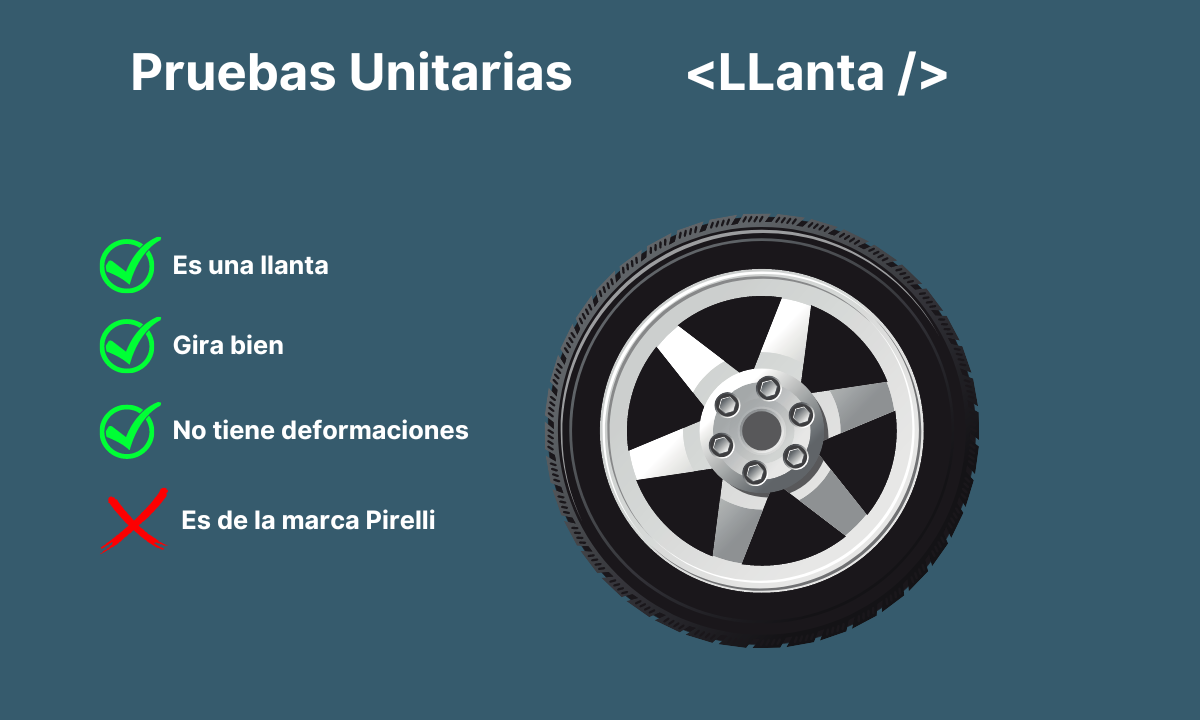 Pruebas Unitarias
<LLanta />
Es una llanta
Gira bien
No tiene deformaciones
Es de la marca Pirelli